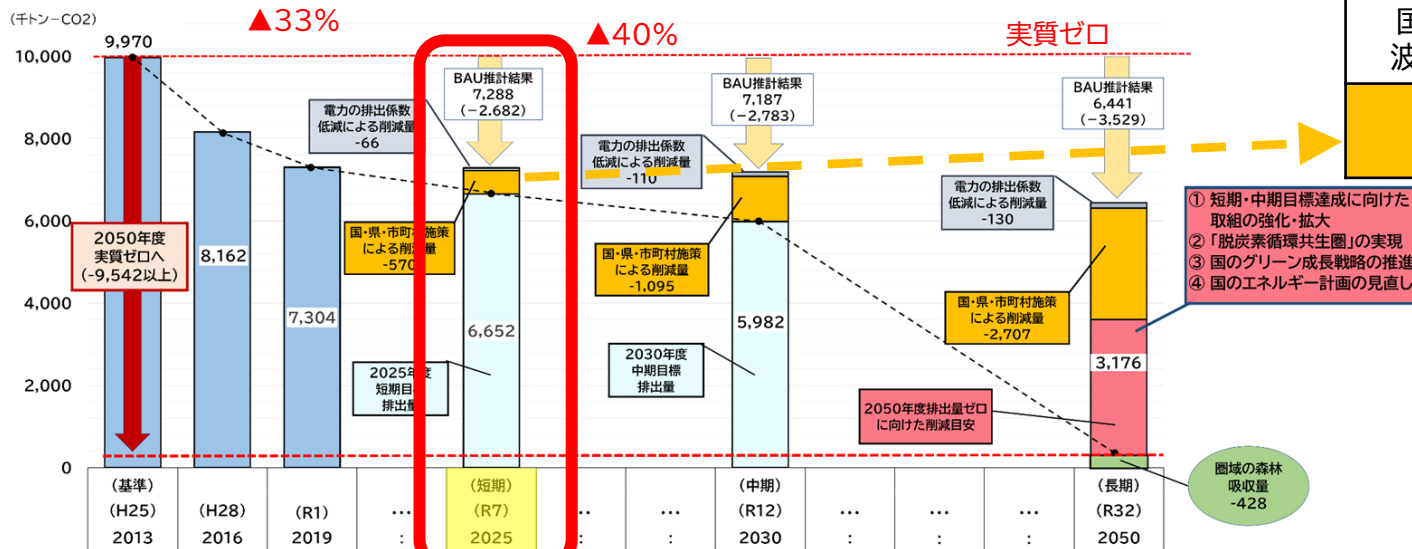 (千トン−CO2)
▲33%
▲40%
実質ゼロ
国
波
9,970
10,000
8,000
6,000
4,000
2,000
0
BAU推計結果
7,288
(−2.682)
BAU推計結果
7,187
(−2,783)
BAU推計結果
6,441
(−3,529)
電力の排出係数
低減による削減量
-66
電力の排出係数
低減による削減量
-110
電力の排出係数
低減による削減量
-130
2050年度
実質ゼロへ
(-9,542以上)
8,162
7,304
国・県・市町村施策
による削減量
-570
国・県・市町村施策
による削減量
-1,095
国・県・市町村施策
による削減量
-2,707
① 短期・中期目標達成に向けた
取組の強化・拡大
② 「脱炭素循環共生圏」の実現
③ 国のグリーン成長戦略の推進
④ 国のエネルギー計画の見直し
6,652
5,982
3,176
2025年度
短期目標
排出量
2030年度
中期目標
排出量
2050年度排出量ゼロ
に向けた削減目安
圏域の森林
吸収量
-428
(基準)
(H25)
2013
(H28)
2016
(R1)
2019
…
:
(短期)
(R7)
2025
…
:
…
:
(中期)
(R12)
2030
…
:
…
:
…
:
(長期)
(R32)
2050